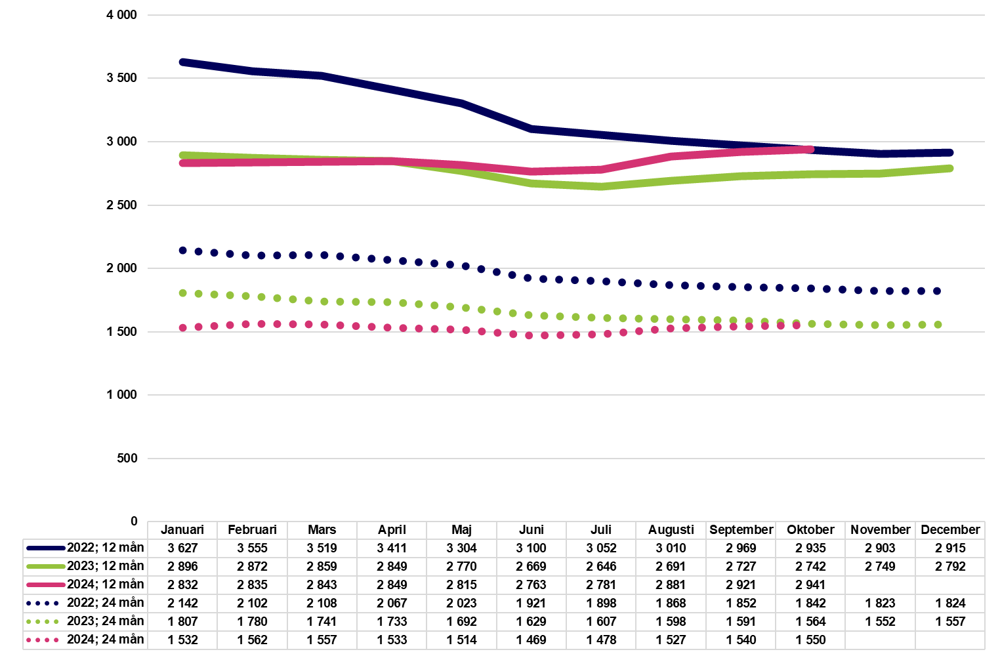 4 000
3 500
3 000
2 500
2 000
1 500
1 000
500
0
Januari Februari Mars April Maj Juni Juli Augusti September Oktober November December
2022; 12 mån 3 627 3 555 3 519 3 411 3 304 3 100 3 052 3 010 2 969 2 935 2 903 2 915
2023; 12 mån 2 896 2 872 2 859 2 849 2 770 2 669 2 646 2 691 2 727 2 742 2 749 2 792
2024; 12 mån 2 832 2 835 2 843 2 849 2 815 2 763 2 781 2 881 2 921 2 941
2022; 24 mån 2 142 2 102 2 108 2 067 2 023 1 921 1 898 1 868 1 852 1 842 1 823 1 824
2023; 24 mån 1 807 1 780 1 741 1 733 1 692 1 629 1 607 1 598 1 591 1 564 1 552 1 557
2024; 24 mån 1 532 1 562 1 557 1 533 1 514 1 469 1 478 1 527 1 540 1 550